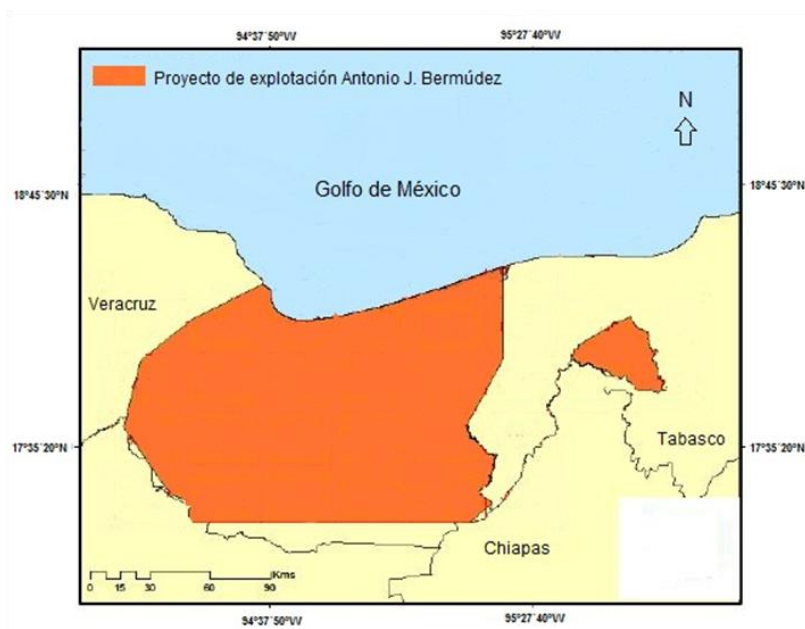 94°37´50"W 95°27´40"W
Proyecto de explotación Antonio J. Bermúdez
N
18°45´30"N 18°45´30"N
Golfo de México
Veracruz
Tabasco
17°35´20"N 17°35´20"N
Chiapas
Kms
0 15 30 60 90
94°37´50"W 95°27´40"W